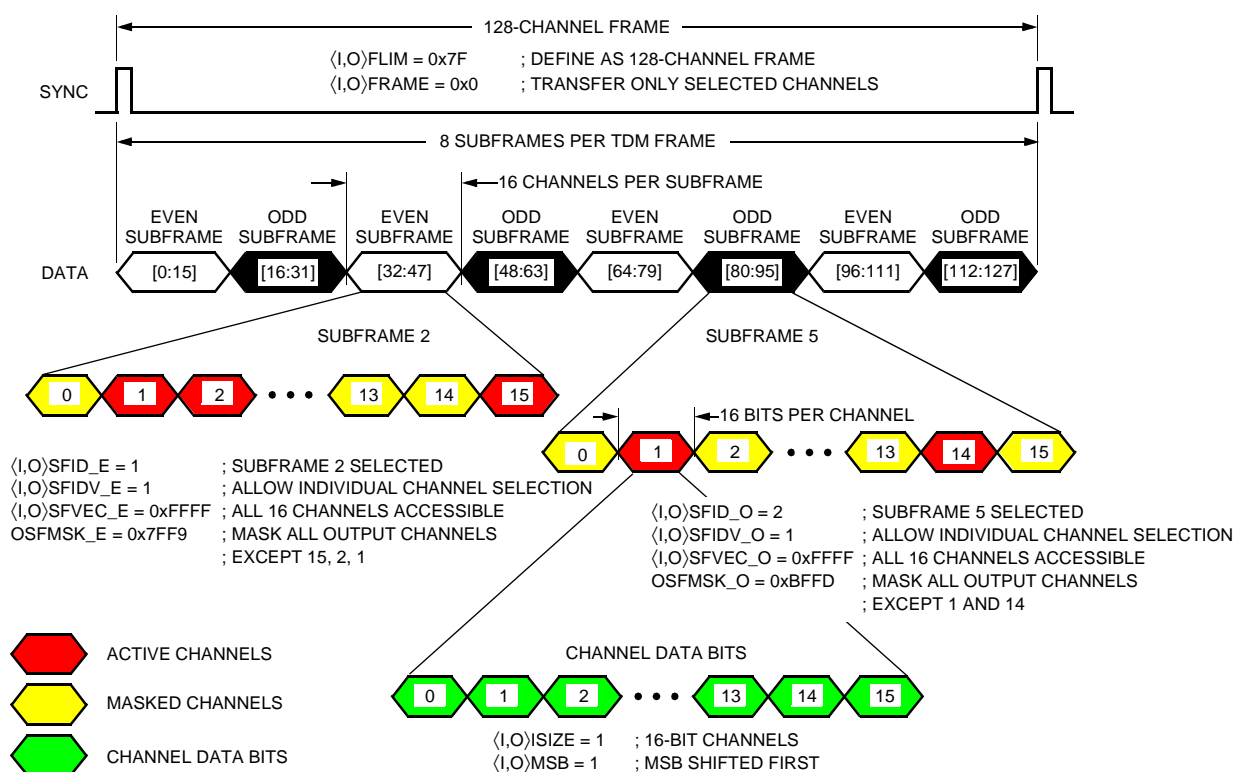 128-CHANNEL FRAME
〈I,O〉FLIM = 0x7F ; DEFINE AS 128-CHANNEL FRAME
〈I,O〉FRAME = 0x0 ; TRANSFER ONLY SELECTED CHANNELS
SYNC
8 SUBFRAMES PER TDM FRAME
16 CHANNELS PER SUBFRAME
EVEN SUBFRAME
ODD SUBFRAME
EVEN SUBFRAME
ODD SUBFRAME
EVEN SUBFRAME
ODD SUBFRAME
EVEN SUBFRAME
ODD SUBFRAME
DATA [0:15] [16:31] [32:47] [48:63] [64:79] [80:95] [96:111] [112:127]
SUBFRAME 2
SUBFRAME 5
0 1 2 • • • 13 14 15
16 BITS PER CHANNEL
0 1 2 • • • 13 14 15
〈I,O〉SFID_E = 1 ; SUBFRAME 2 SELECTED
〈I,O〉SFIDV_E = 1 ; ALLOW INDIVIDUAL CHANNEL SELECTION
〈I,O〉SFVEC_E = 0xFFFF ; ALL 16 CHANNELS ACCESSIBLE
OSFMSK_E = 0x7FF9 ; MASK ALL OUTPUT CHANNELS
; EXCEPT 15, 2, 1
〈I,O〉SFID_O = 2 ; SUBFRAME 5 SELECTED
〈I,O〉SFIDV_O = 1 ; ALLOW INDIVIDUAL CHANNEL SELECTION
〈I,O〉SFVEC_O = 0xFFFF ; ALL 16 CHANNELS ACCESSIBLE
OSFMSK_O = 0xBFFD ; MASK ALL OUTPUT CHANNELS
; EXCEPT 1 AND 14
ACTIVE CHANNELS
MASKED CHANNELS
CHANNEL DATA BITS
CHANNEL DATA BITS
0 1 2 • • • 13 14 15
〈I,O〉ISIZE = 1 ; 16-BIT CHANNELS
〈I,O〉MSB = 1 ; MSB SHIFTED FIRST